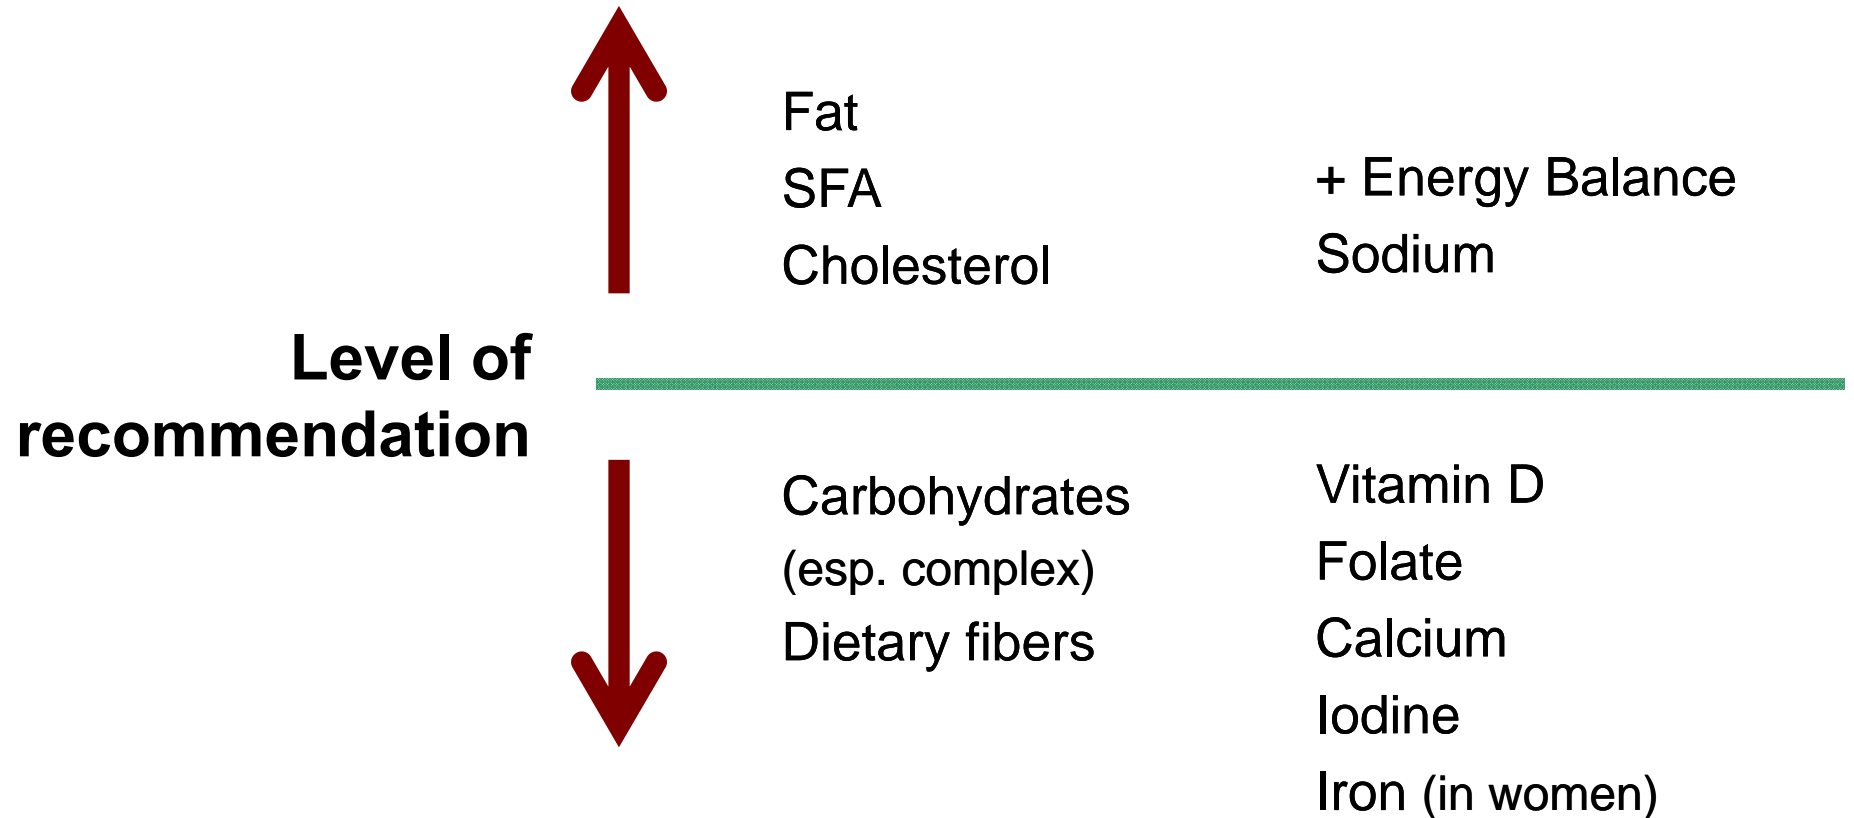 Fat
SFA
Cholesterol
+ Energy Balance
Sodium
Level of
recommendation
Carbohydrates
(esp. complex)
Dietary fibers
Vitamin D
Folate
Calcium
Iodine
Iron (in women)